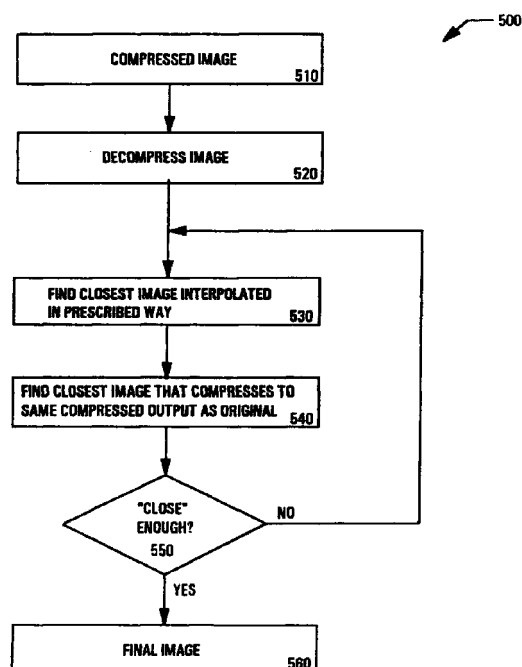 500
COMPRESSED IMAGE
510
DECOMPRESS IMAGE
520
FIND CLOSEST IMAGE INTERPOLATED
IN PRESCRIBED WAY
530
FIND CLOSEST IMAGE THAT COMPRESSES TO
SAME COMPRESSED OUTPUT AS ORIGINAL
540
"CLOSE"
ENOUGH?
550
NO
YES
FINAL IMAGE
560